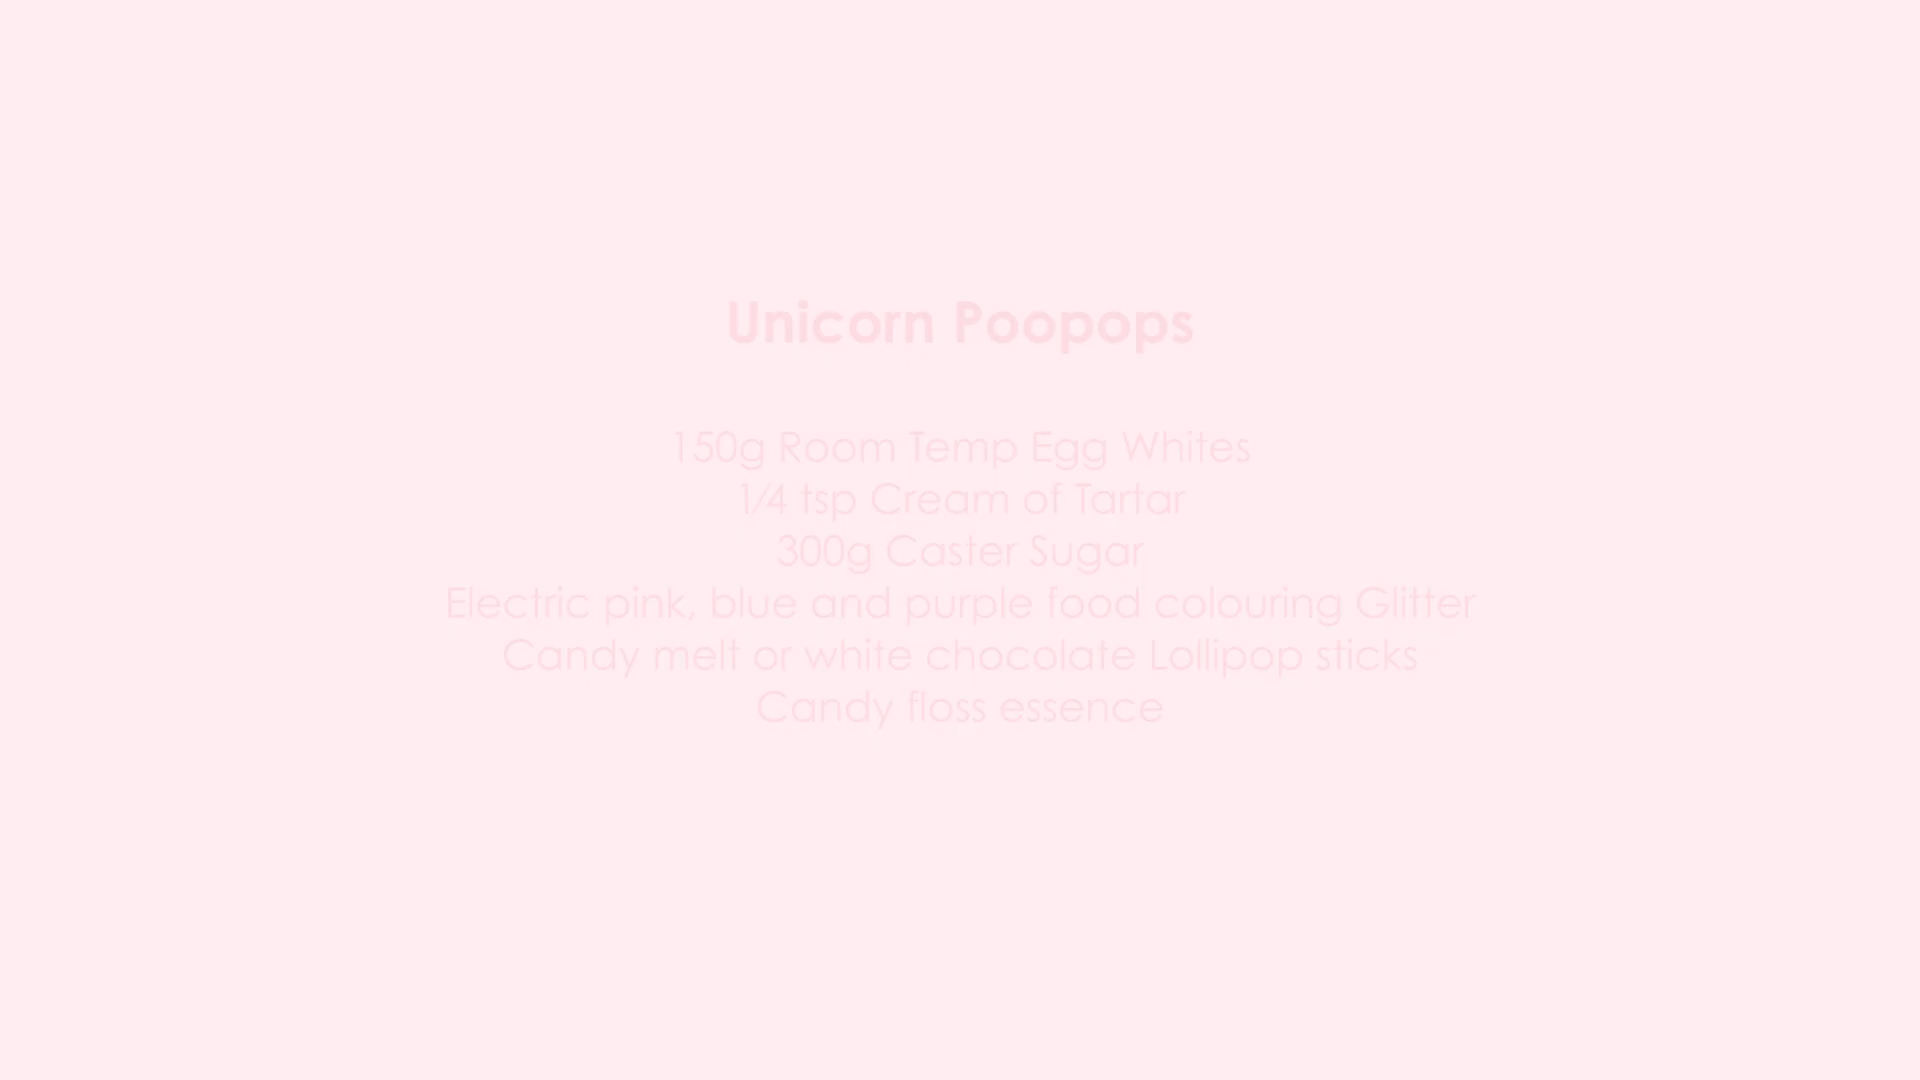 Unicorn Poopops
150g Room Temp Egg Whites
1⁄4 tsp Cream of Tartar
300g Caster Sugar
Electric pink, blue and purple food colouring Glitter
Candy melt or white chocolate Lollipop sticks
Candy floss essence